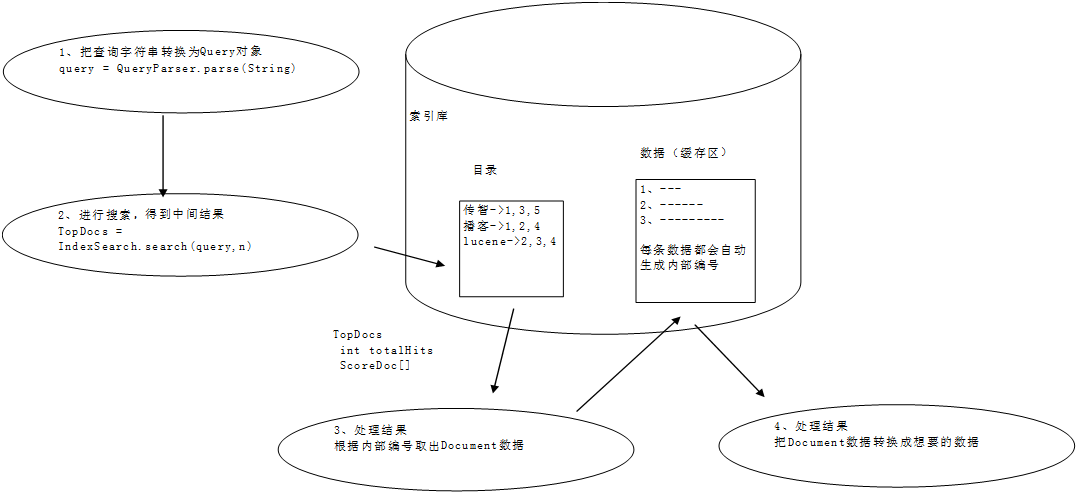 1、把查询字符串转换为Query对象
query = QueryParser.parse(String)
索引库
数据（缓存区）
目录
1、---
2、------
3、---------
每条数据都会自动
生成内部编号
传智->1,3,5
播客->1,2,4
lucene->2,3,4
2、进行搜索，得到中间结果
TopDocs =
IndexSearch.search(query,n)
TopDocs
int totalHits
ScoreDoc[]
3、处理结果
根据内部编号取出Document数据
4、处理结果
把Document数据转换成想要的数据